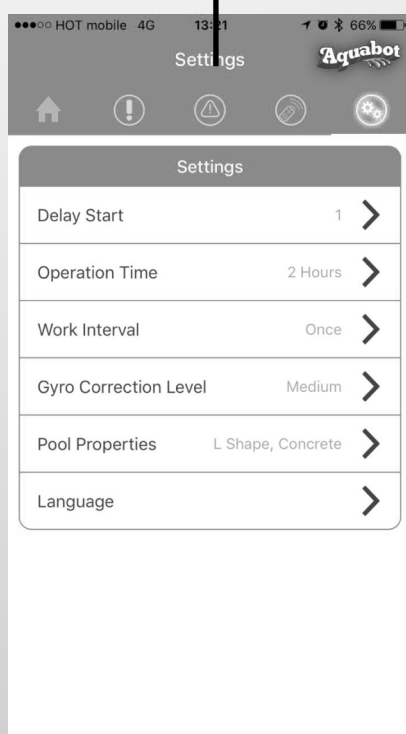 HOT mobile 4G 13:21 66%
Settings
Aquabot
Settings
Delay Start 1
Operation Time 2 Hours
Work Interval Once
Gyro Correction Level Medium
Pool Properties L Shape, Concrete
Language